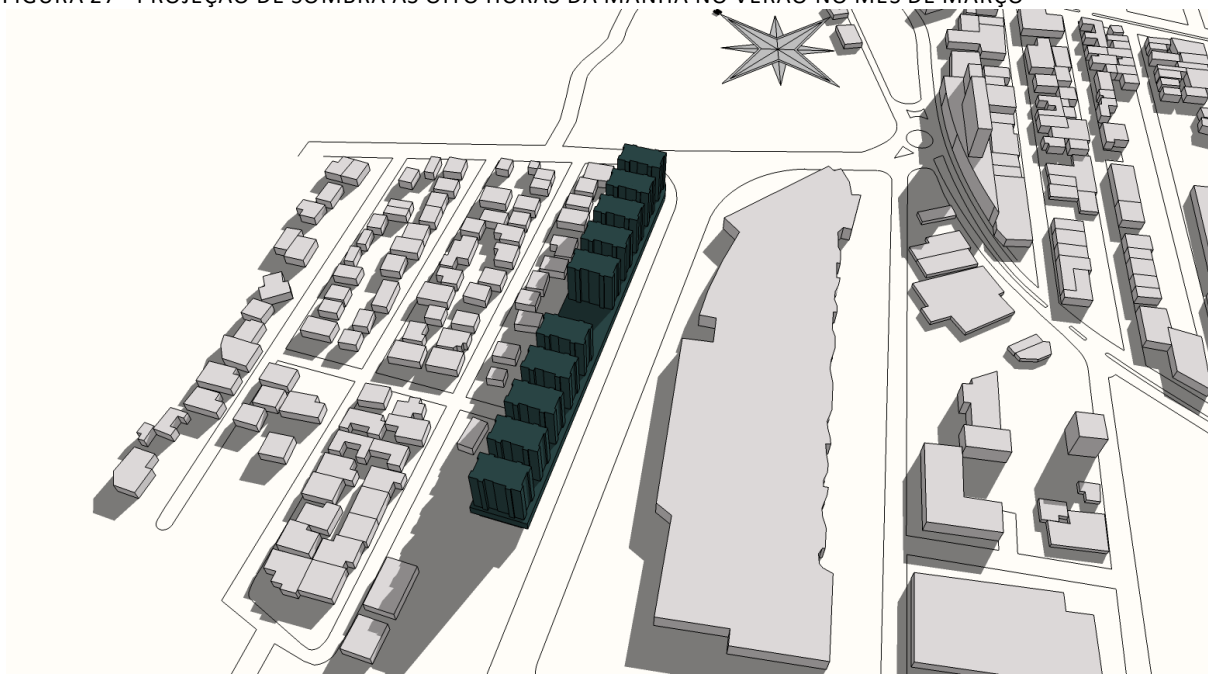 FIGURA 27 - PROJEÇÃO DE SOMBRA ÀS OITO HORAS DA MANHÃ NO VERÃO NO MÊS DE MARÇO